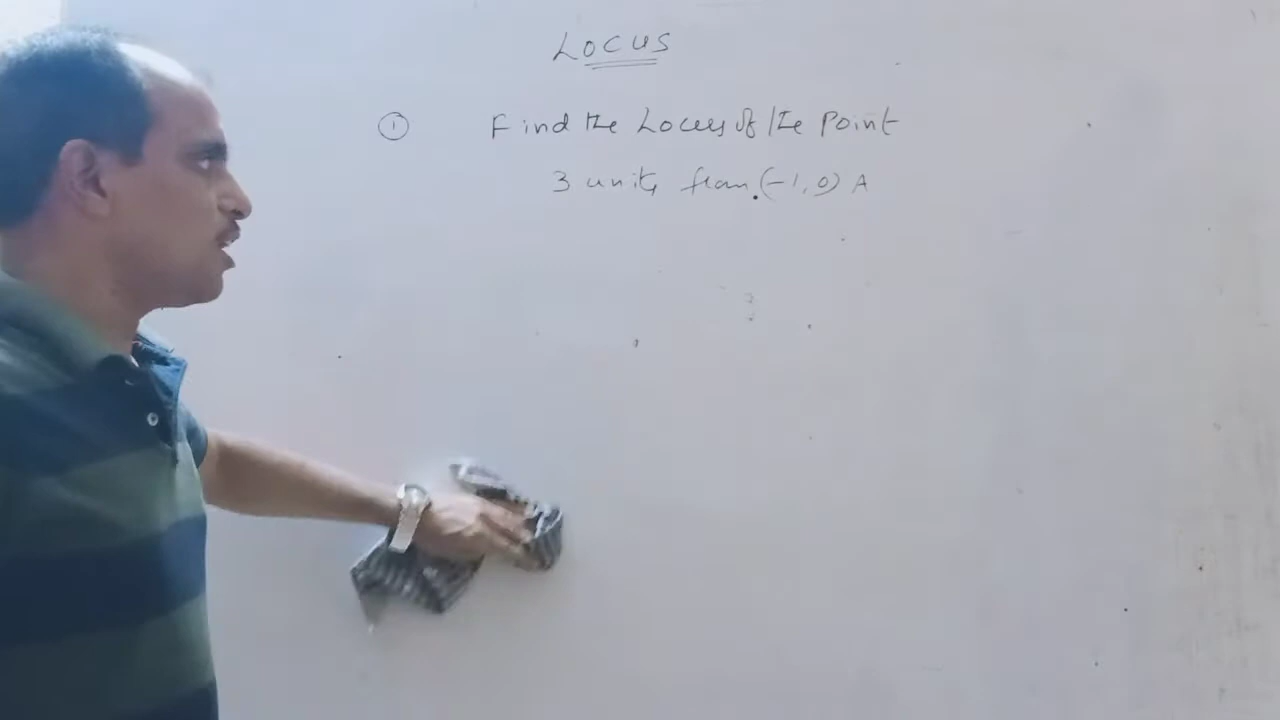 LOCUS
① Find the Locus of the Point
3 units from (-1, 0) A